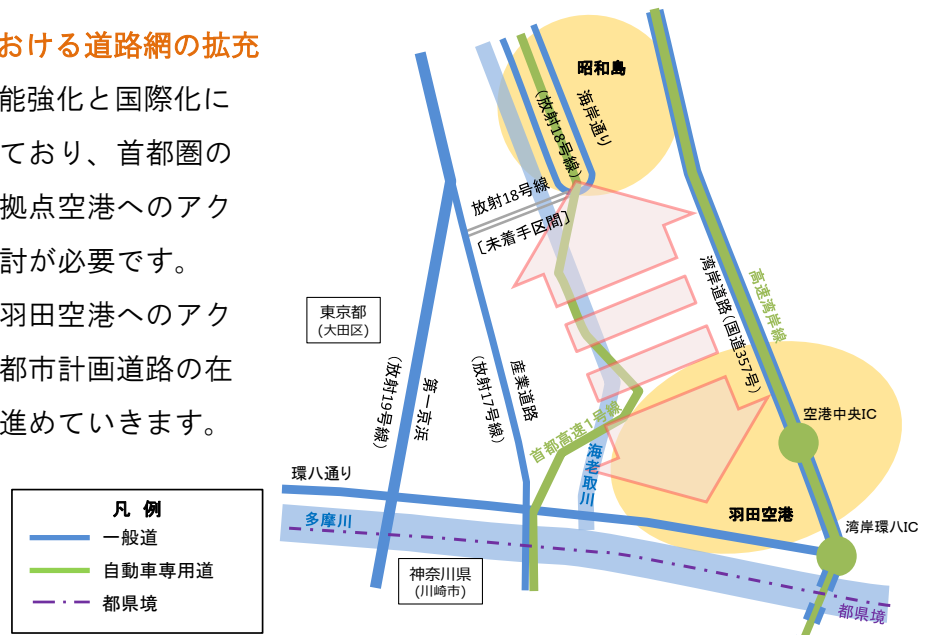 おける道路網の拡充
能強化と国際化に
ており、首都圏の
拠点空港へのアク
討が必要です。
羽田空港へのアク
都市計画道路の在
進めていきます。
昭和島
海岸通り
(放射18号線)
放射18号線
〔未着手区間〕
東京都
(大田区)
第一京浜
(放射19号線)
産業道路
(放射17号線)
湾岸道路(国道357号)
高速湾岸線
空港中央IC
首都高速1号線
海老取川
環八通り
多摩川
羽田空港
湾岸環八IC
神奈川県
(川崎市)
都県境
凡 例
一般道
自動車専用道
都県境